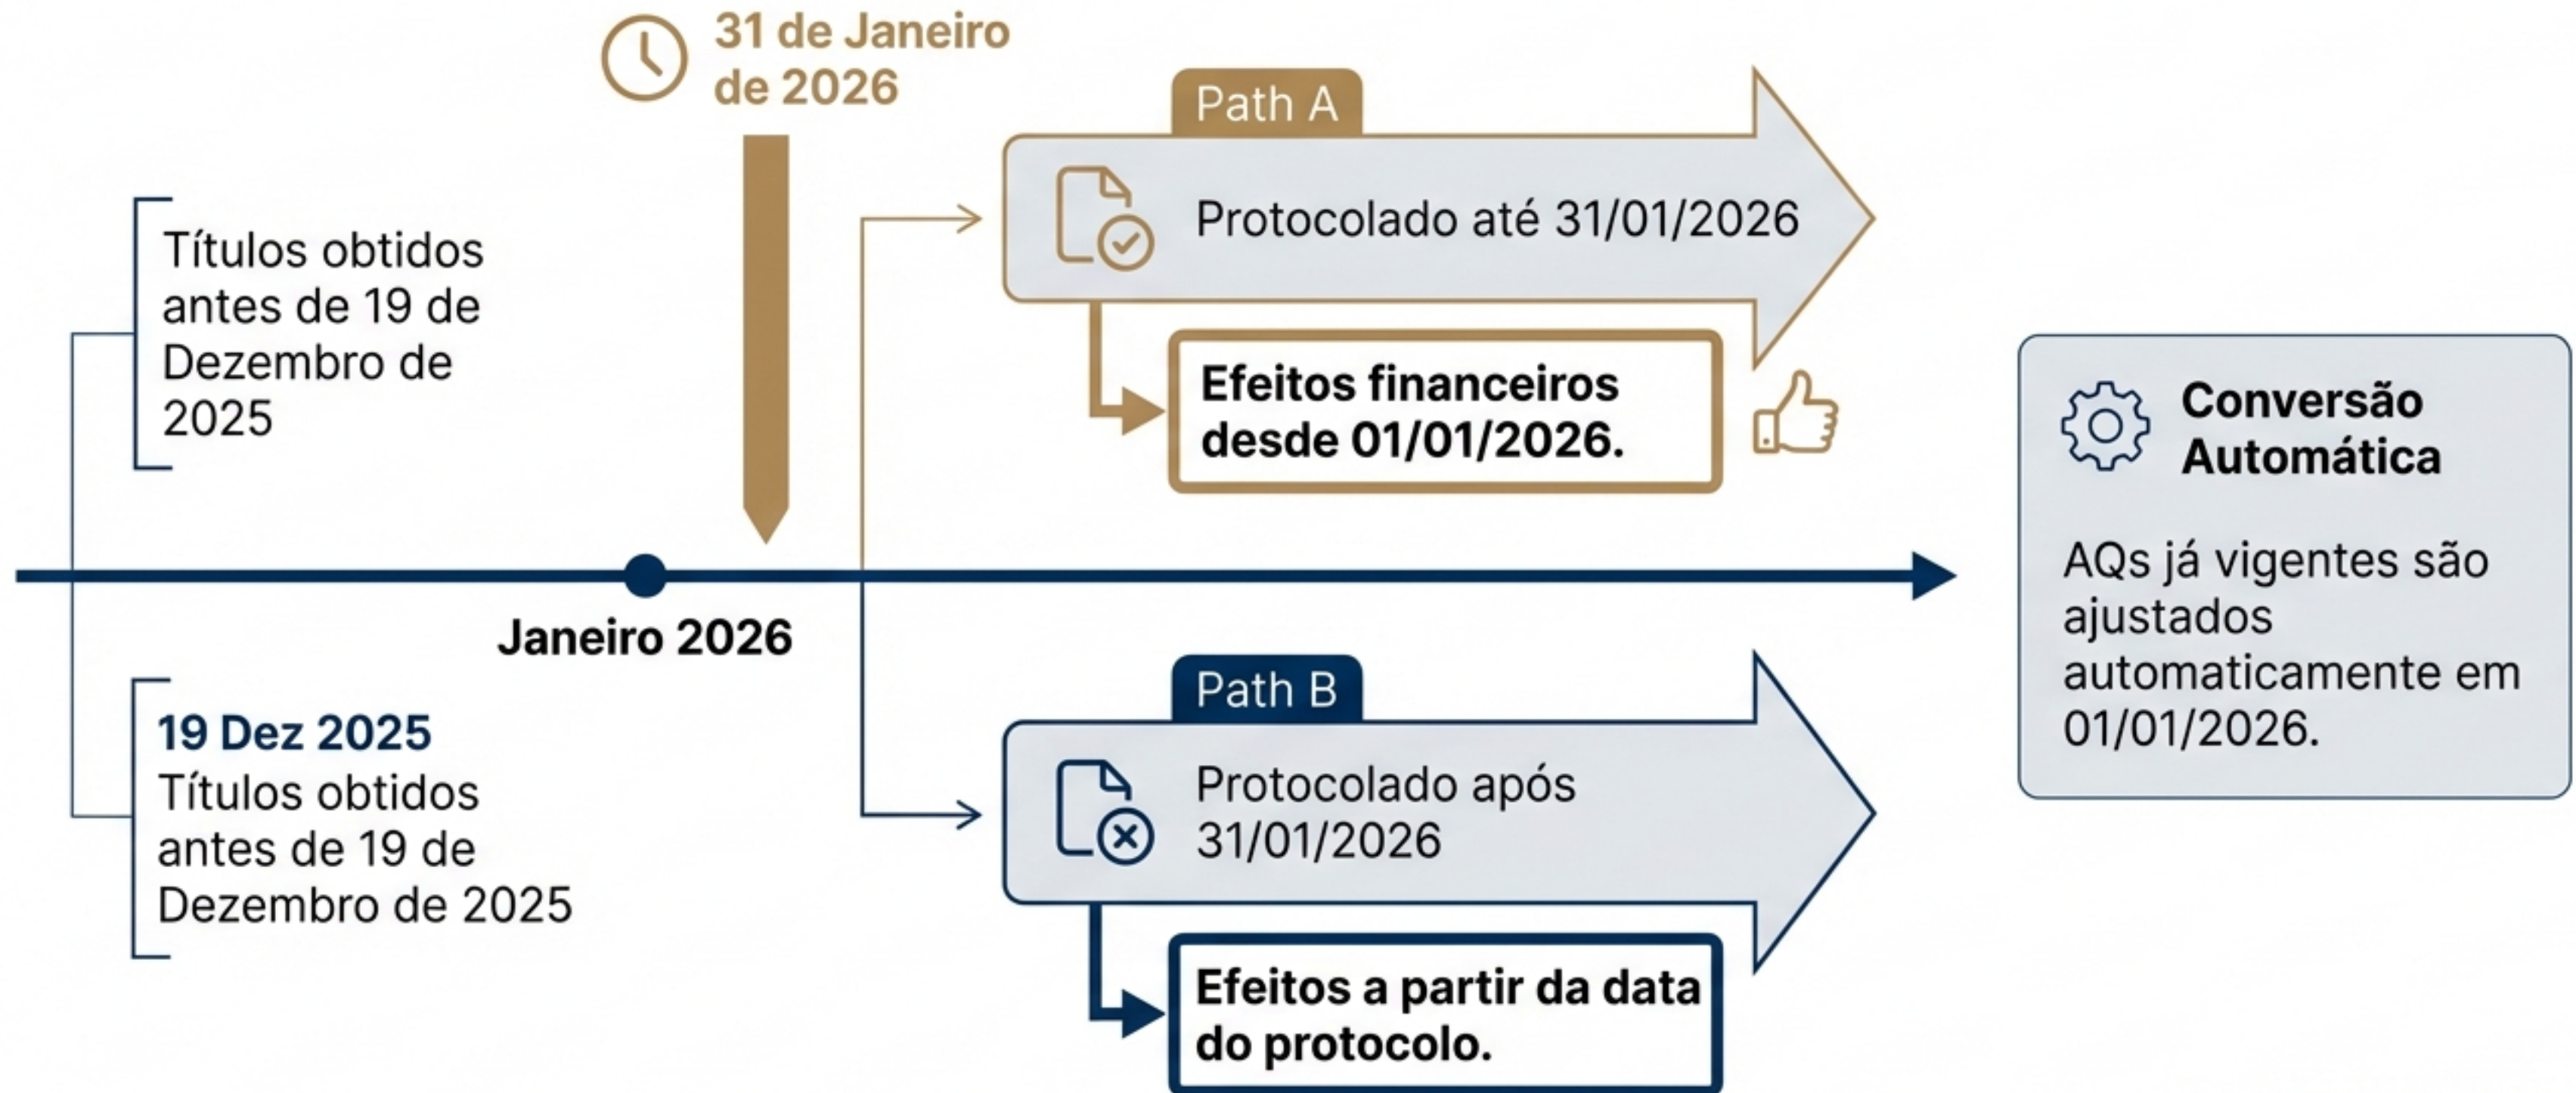 31 de Janeiro
de 2026
Títulos obtidos
antes de 19 de
Dezembro de
2025
Path A
Protocolado até 31/01/2026
Efeitos financeiros
desde 01/01/2026.
Janeiro 2026
19 Dez 2025
Títulos obtidos
antes de 19 de
Dezembro de 2025
Path B
Protocolado após
31/01/2026
Efeitos a partir da data
do protocolo.
Conversão
Automática
AQs já vigentes são
ajustados
automaticamente em
01/01/2026.